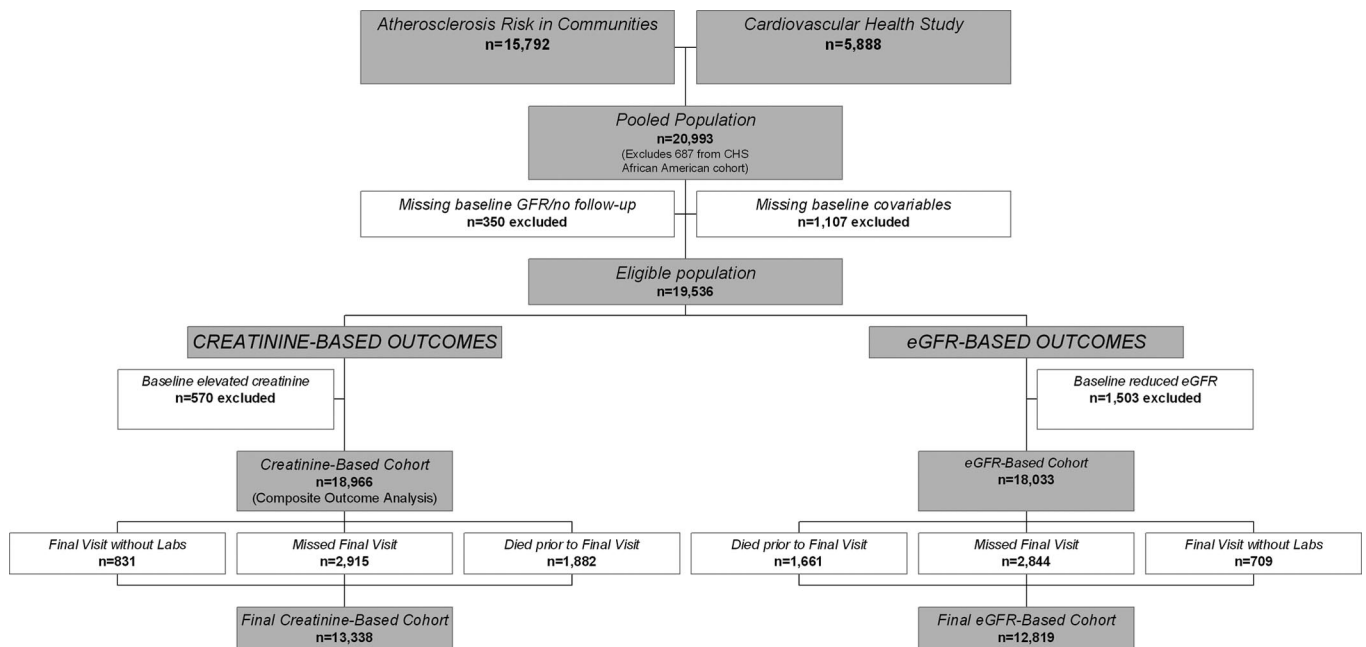 Atherosclerosis Risk in Communities
n=15,792
Cardiovascular Health Study
n=5,888
Pooled Population
n=20,993
(Excludes 687 from CHS
African American cohort)
Missing baseline GFR/no follow-up
n=350 excluded
Missing baseline covariables
n=1,107 excluded
Eligible population
n=19,536
CREATININE-BASED OUTCOMES
eGFR-BASED OUTCOMES
Baseline elevated creatinine
n=570 excluded
Baseline reduced eGFR
n=1,503 excluded
Creatinine-Based Cohort
n=18,966
(Composite Outcome Analysis)
eGFR-Based Cohort
n=18,033
Final Visit without Labs
n=831
Missed Final Visit
n=2,915
Died prior to Final Visit
n=1,882
Died prior to Final Visit
n=1,661
Missed Final Visit
n=2,844
Final Visit without Labs
n=709
Final Creatinine-Based Cohort
n=13,338
Final eGFR-Based Cohort
n=12,819